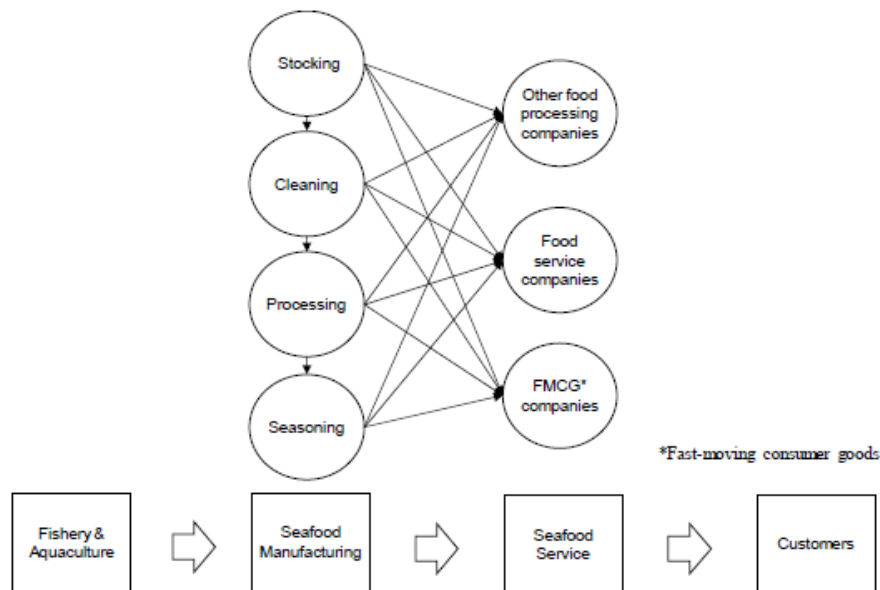 Stocking
Cleaning
Processing
Seasoning
Other food
processing
companies
Food
service
companies
FMCG*
companies
*Fast-moving consumer goods
Fishery &
Aquaculture
Seafood
Manufacturing
Seafood
Service
Customers